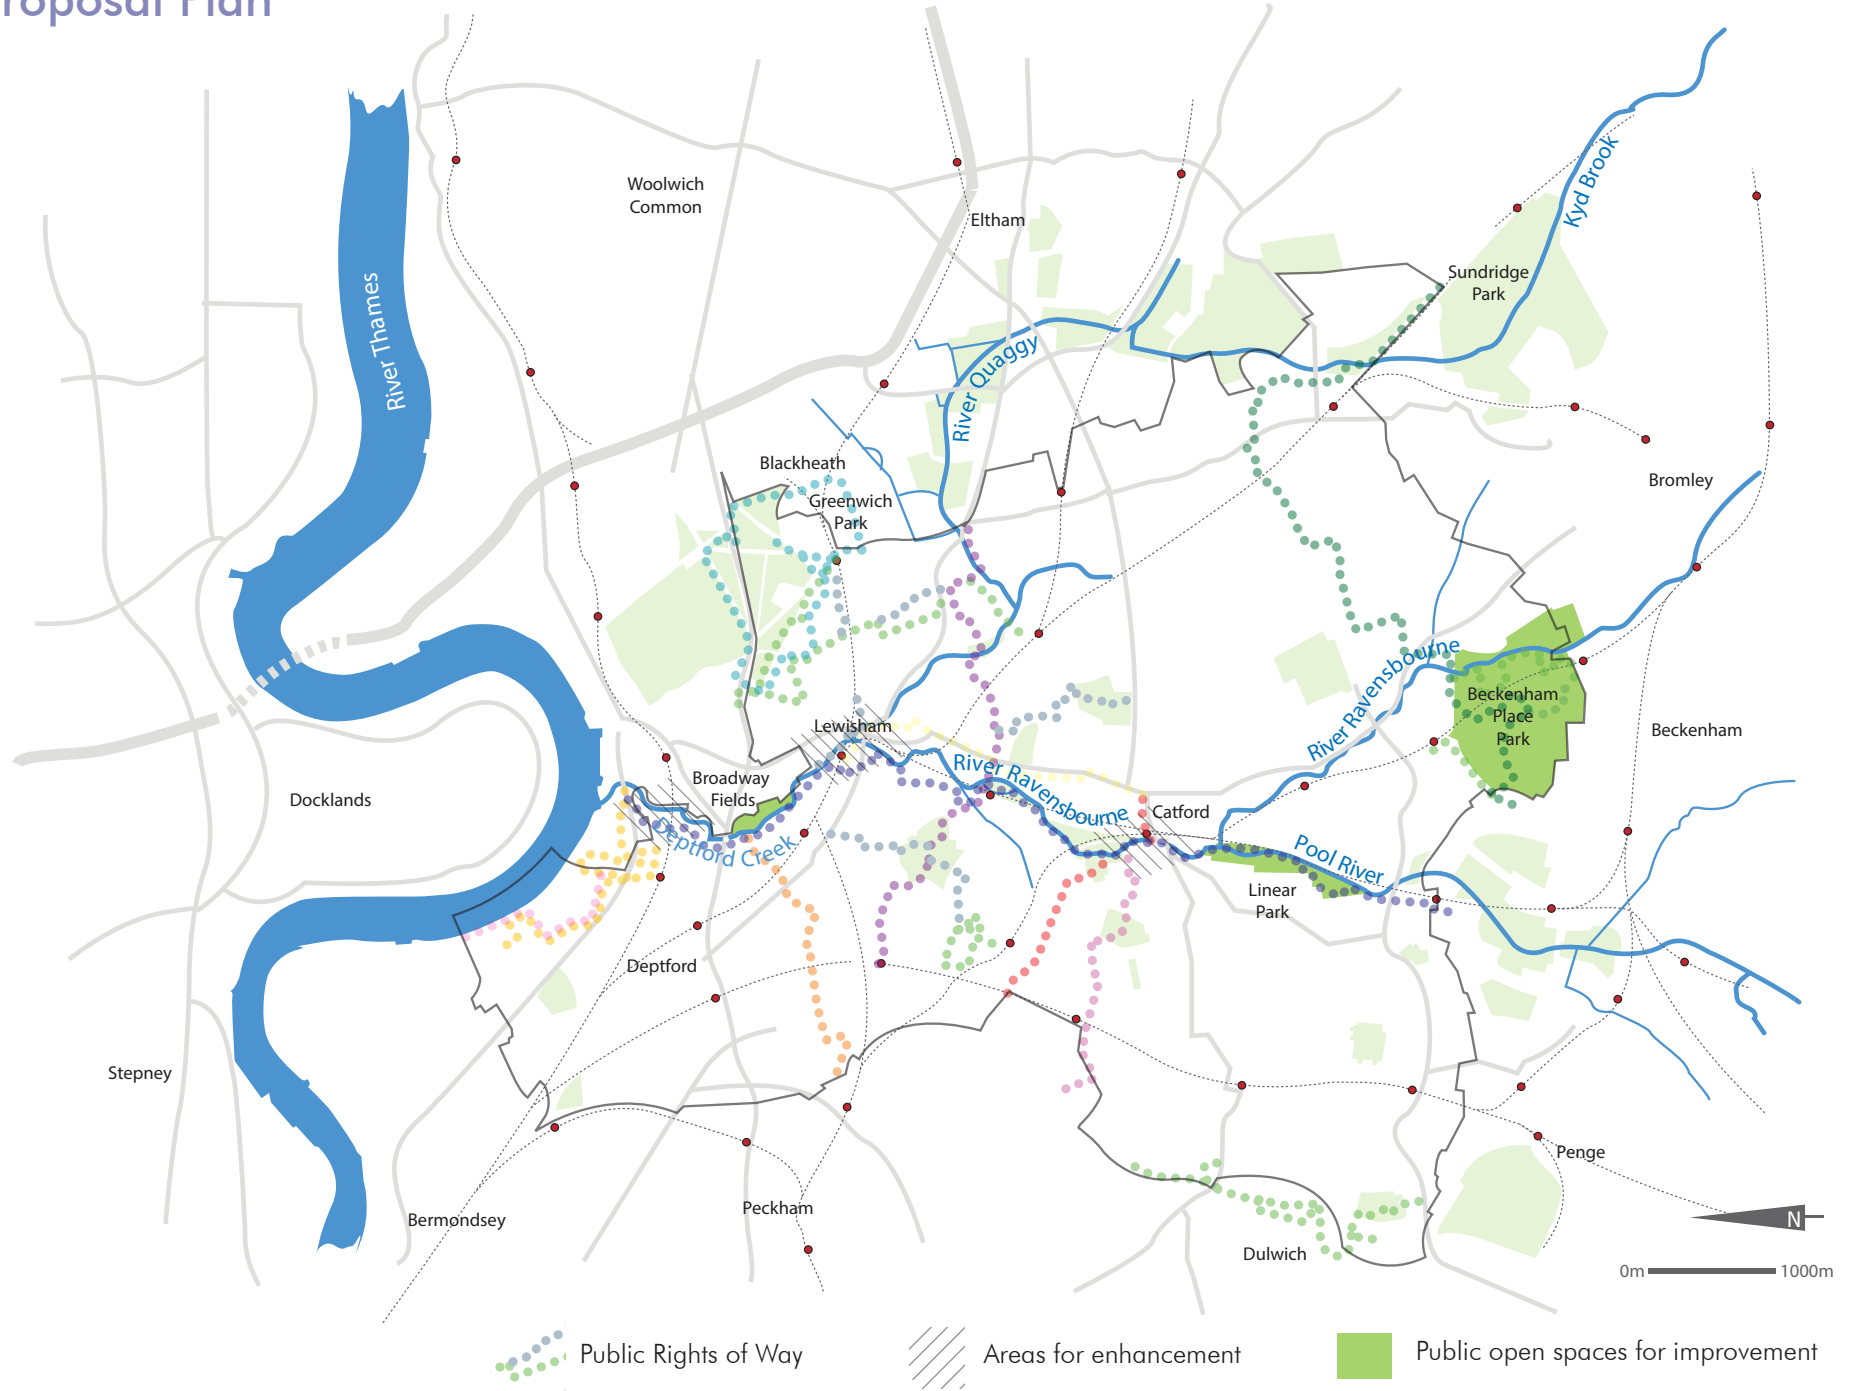 roposal Plan
Woolwich
Common
Eltham
Kyd Brook
Sundridge
Park
River Thames
River Quaggy
Blackheath
Greenwich
Park
Bromley
River Ravensbourne
Beckenham
Place
Park
Beckenham
Lewisham
Broadway
Fields
Docklands
River Ravensbourne
Catford
Deptford Creek
Pool River
Linear
Park
Deptford
Stepney
Penge
Bermondsey
Peckham
Dulwich
N
0m
1000m
Public Rights of Way
Areas for enhancement
Public open spaces for improvement